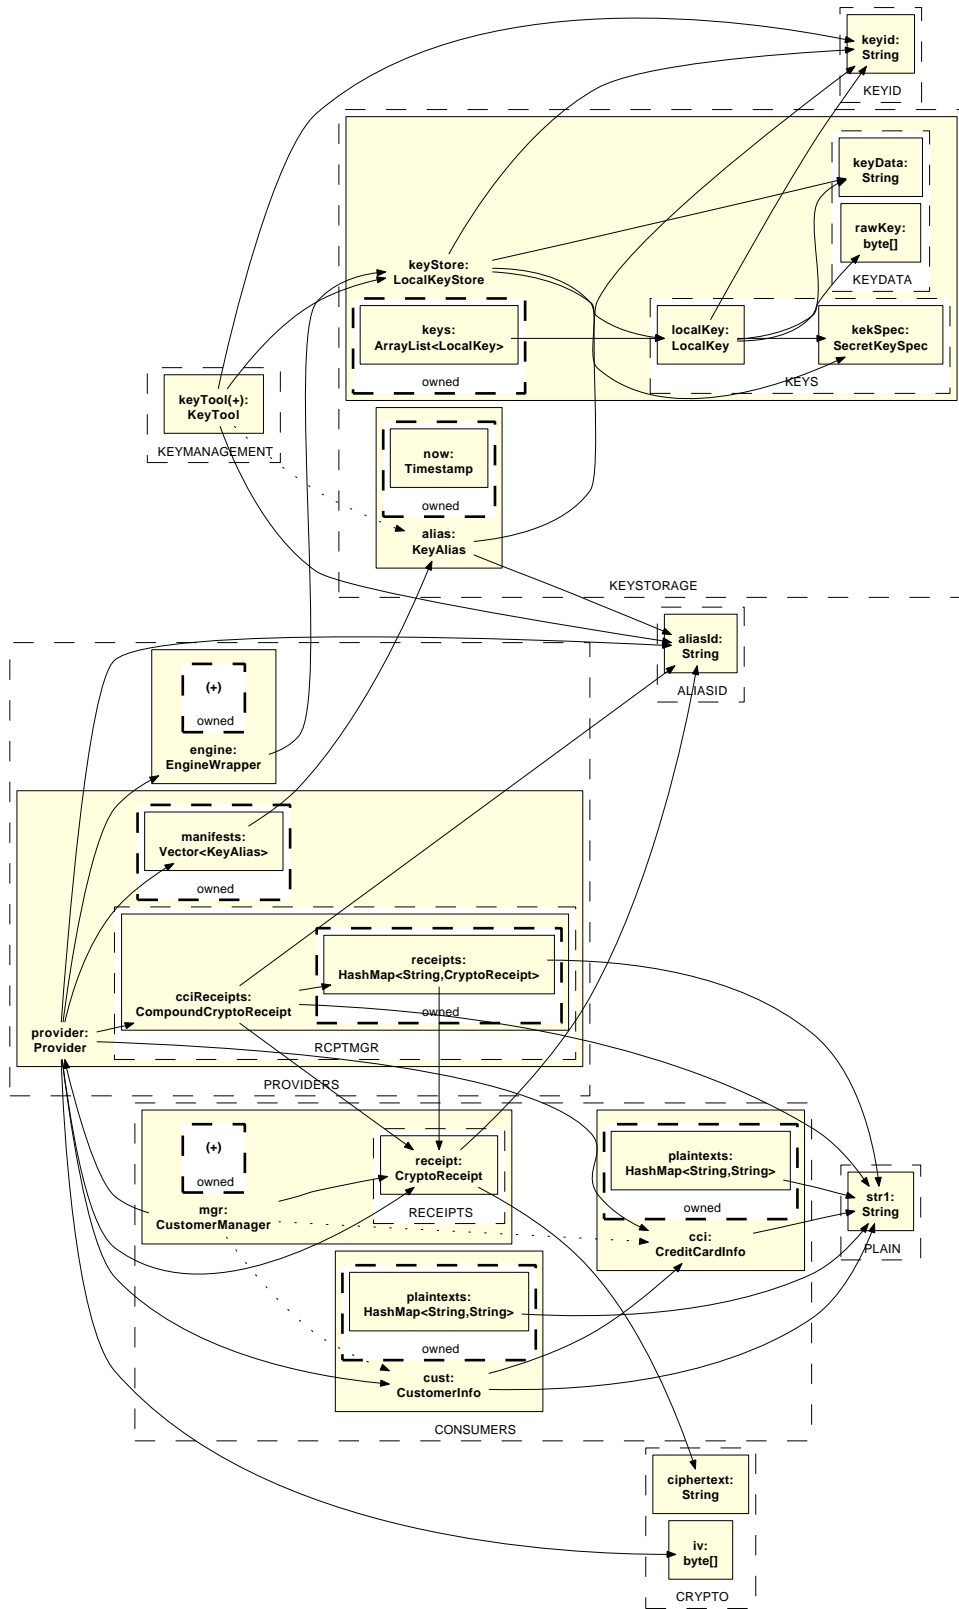 keyid:
String
KEYID
keyData:
String
rawKey:
byte[]
KEYDATA
keyStore:
LocalKeyStore
keys:
ArrayList<LocalKey>
owned
localKey:
LocalKey
kekSpec:
SecretKeySpec
KEYS
keyTool(+):
KeyTool
KEYMANAGEMENT
now:
Timestamp
owned
alias:
KeyAlias
KEYSTORAGE
aliasId:
String
ALIASID
(+)
owned
engine:
EngineWrapper
manifests:
Vector<KeyAlias>
owned
receipts:
HashMap<String,CryptoReceipt>
owned
cciReceipts:
CompoundCryptoReceipt
RCPTMGR
provider:
Provider
PROVIDERS
(+)
owned
mgr:
CustomerManager
receipt:
CryptoReceipt
RECEIPTS
plaintexts:
HashMap<String,String>
owned
cci:
CreditCardInfo
str1:
String
PLAIN
plaintexts:
HashMap<String,String>
owned
cust:
CustomerInfo
CONSUMERS
ciphertext:
String
iv:
byte[]
CRYPTO